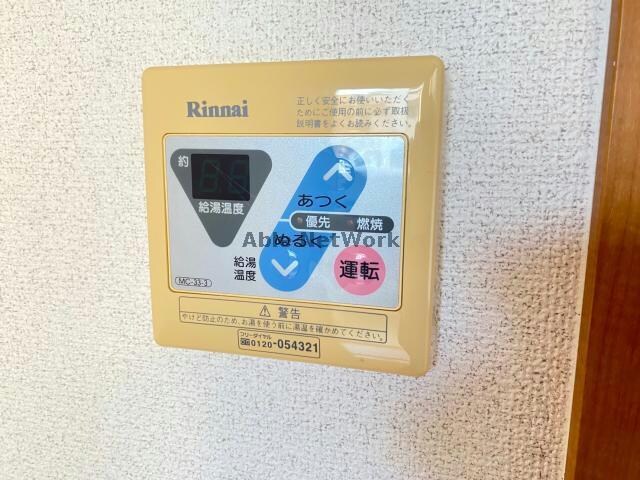 Rinnai
正しく安全にお使いいただく
ためにご使用の前に必ず取扱
説明書をよくお読みください。
約
給湯温度
あつく
優先 燃焼
ぬるく
AbleNetWork
給湯
温度
運転
MC-33-3
警告
やけど防止のため、お湯を使う前に湯温を確かめてください。
フリーダイヤル
0120-054321